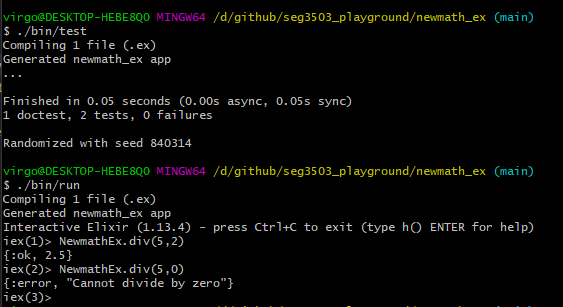 virgo@DESKTOP-HEBE8QO MINGW64 /d/github/seg3503_playground/newmath_ex (main)
$ ./bin/test
Compiling 1 file (.ex)
Generated newmath_ex app
...
Finished in 0.05 seconds (0.00s async, 0.05s sync)
1 doctest, 2 tests, 0 failures
Randomized with seed 840314
virgo@DESKTOP-HEBE8QO MINGW64 /d/github/seg3503_playground/newmath_ex (main)
$ ./bin/run
Compiling 1 file (.ex)
Generated newmath_ex app
Interactive Elixir (1.13.4) - press Ctrl+C to exit (type h() ENTER for help)
iex(1)> NewmathEx.div(5,2)
{:ok, 2.5}
iex(2)> NewmathEx.div(5,0)
{:error, "Cannot divide by zero"}
iex(3)>